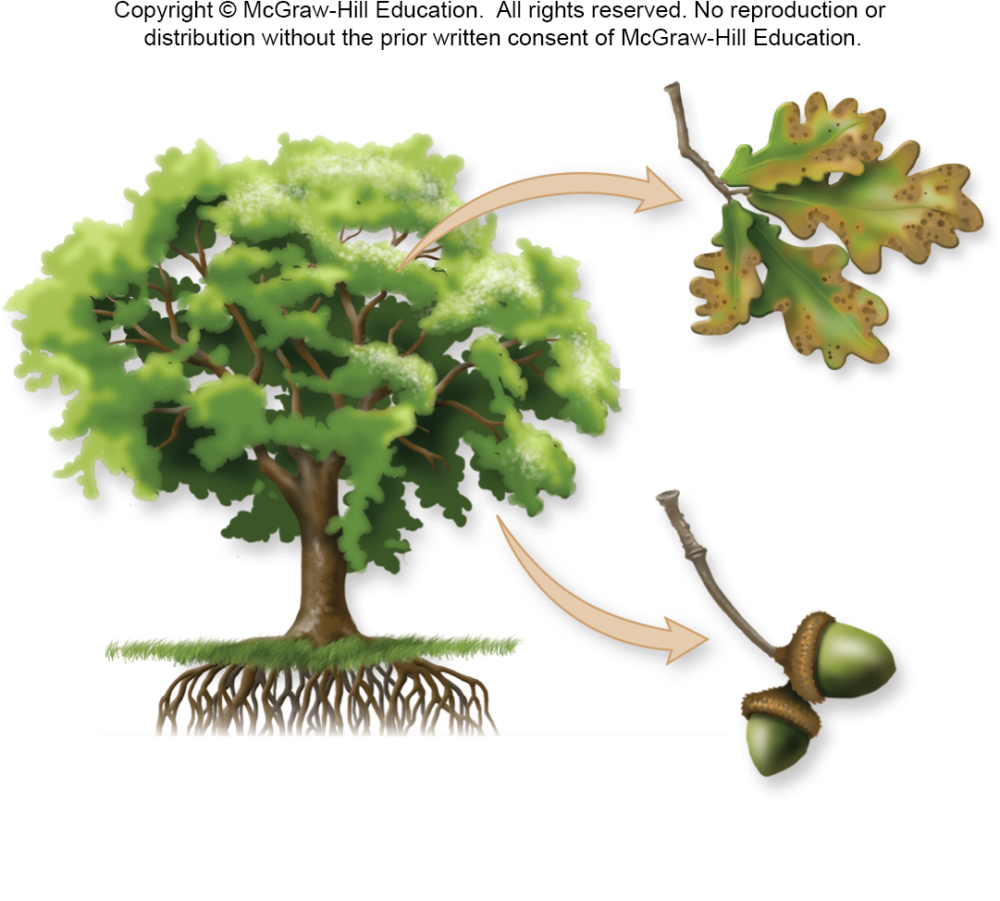 Copyright © McGraw-Hill Education.  All rights reserved. No reproduction or
distribution without the prior written consent of McGraw-Hill Education.